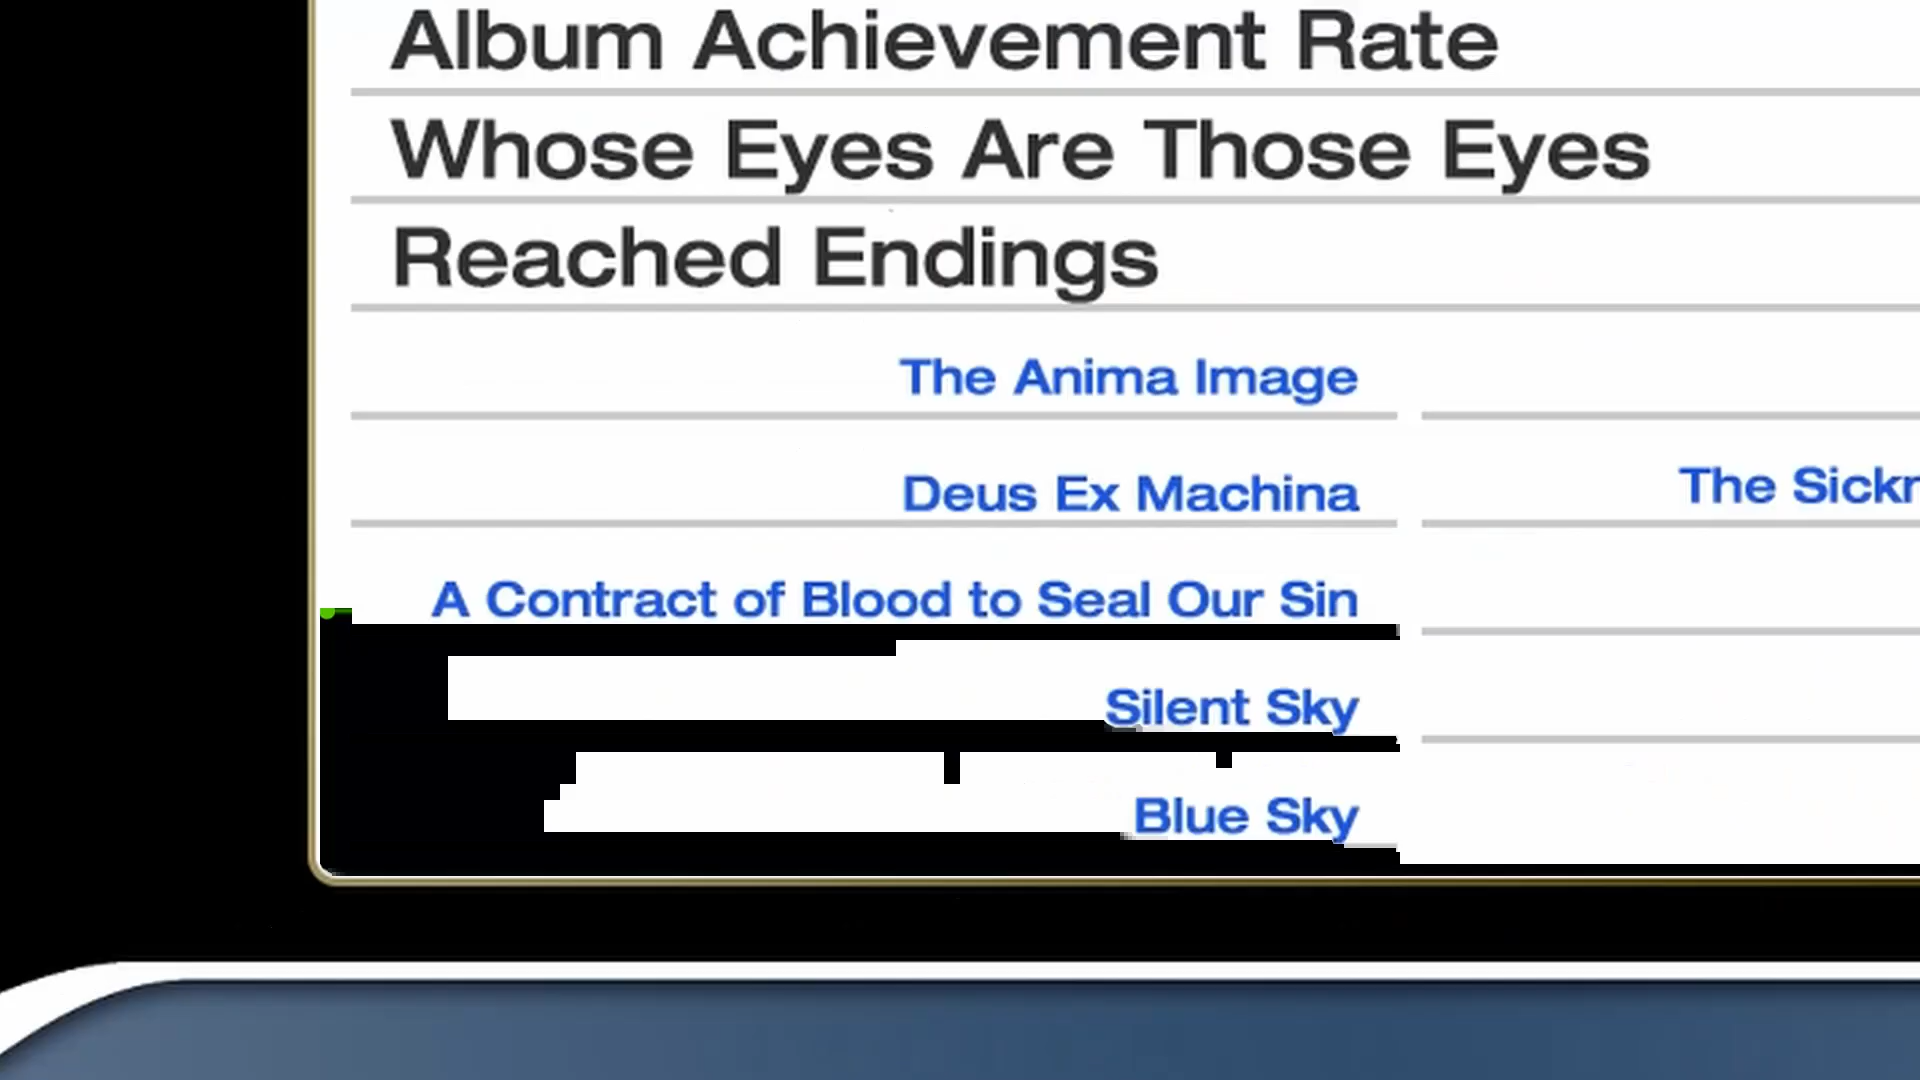 Album Achievement Rate
Whose Eyes Are Those Eyes
Reached Endings
The Anima Image
Deus Ex Machina
The
A Contract of Blood to Seal Our Sin
Silent Sky
Blue Sky